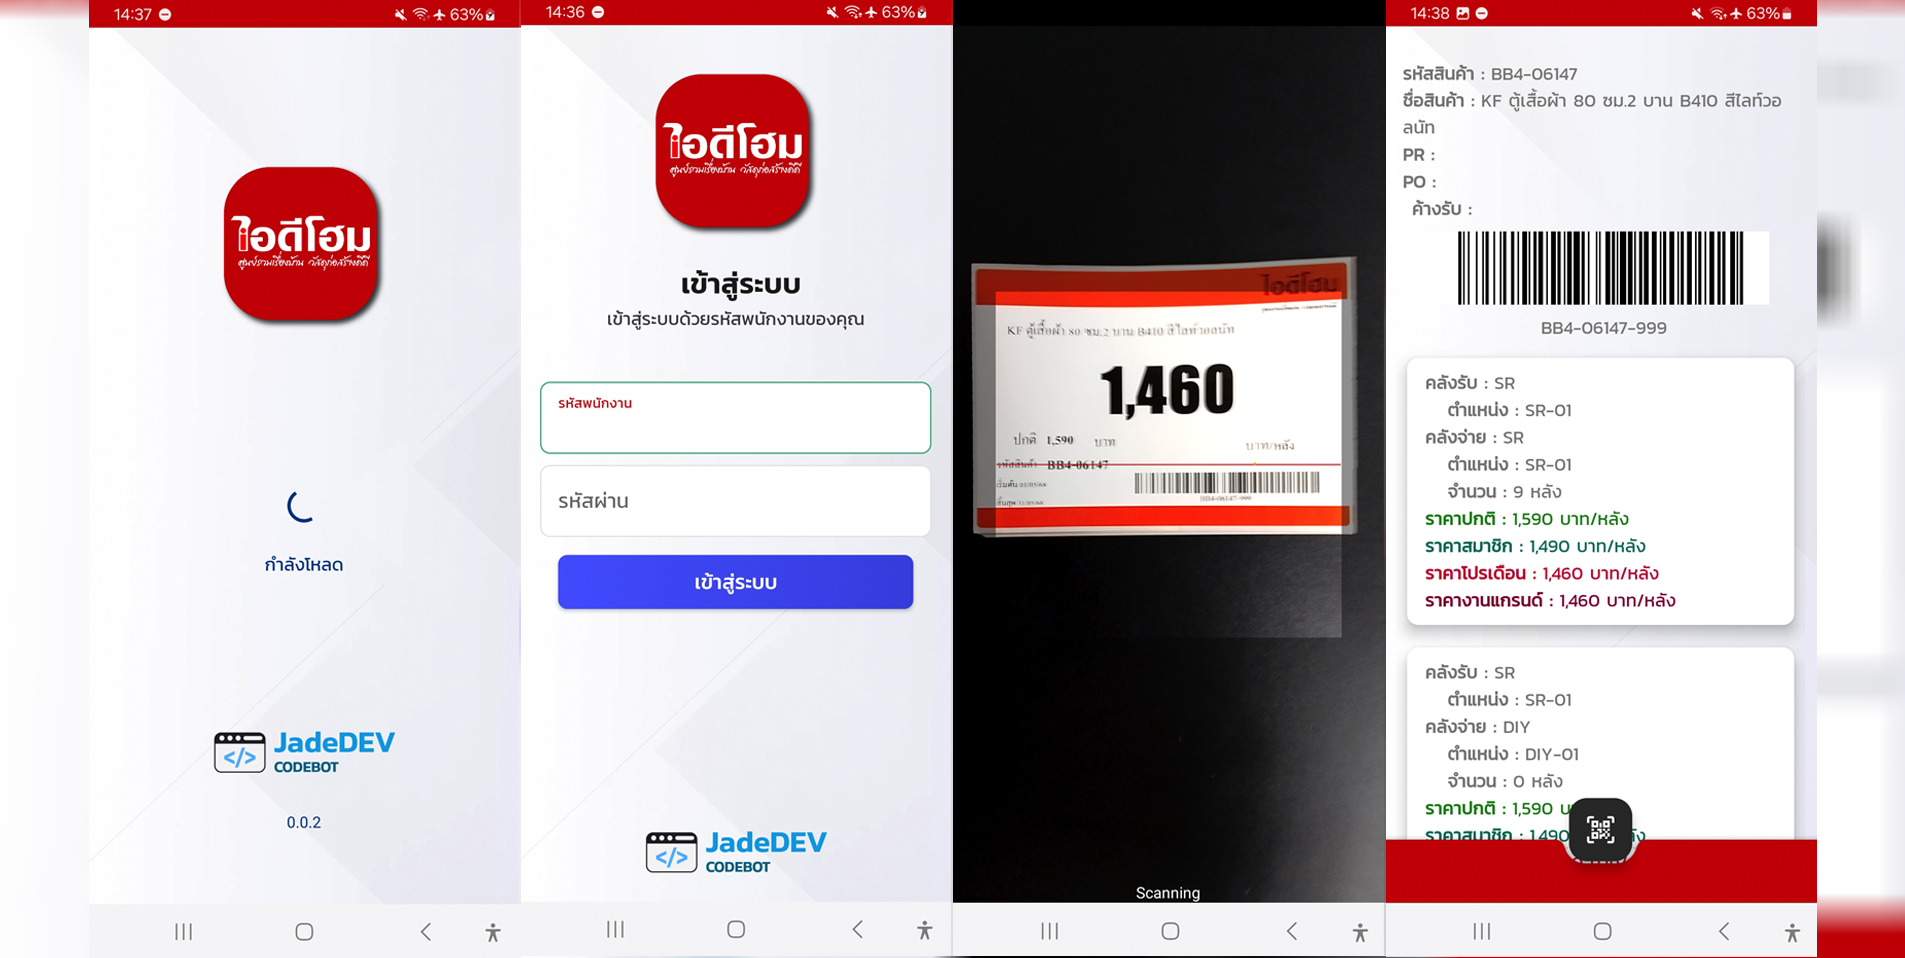 14:37
63%
ไอดีโฮม
ศูนย์รวมเรื่องบ้าน วัสดุก่อสร้างดีดี
กำลังโหลด
JadeDEV
CODEBOT
0.0.2
14:36
63%
ไอดีโฮม
ศูนย์รวมเรื่องบ้าน วัสดุก่อสร้างดีดี
เข้าสู่ระบบ
เข้าสู่ระบบด้วยรหัสพนักงานของคุณ
รหัสพนักงาน
รหัสผ่าน
เข้าสู่ระบบ
JadeDEV
CODEBOT
ไอดีโฮม
KF ตู้เสื้อผ้า 80 ซม.2 บาน B410 สีไลท์วอลนัท
1,460
ปกติ 1,590 บาท
บาท/หลัง
รหัสสินค้า BB4-06147
BB4-06147-999
Scanning
14:38
63%
รหัสสินค้า : BB4-06147
ชื่อสินค้า : KF ตู้เสื้อผ้า 80 ซม.2 บาน B410 สีไลท์วอ
ลนัท
PR :
PO :
ค้างรับ :
BB4-06147-999
คลังรับ : SR
ตำแหน่ง : SR-01
คลังจ่าย : SR
ตำแหน่ง : SR-01
จำนวน : 9 หลัง
ราคาปกติ : 1,590 บาท/หลัง
ราคาสมาชิก : 1,490 บาท/หลัง
ราคาโปรเดือน : 1,460 บาท/หลัง
ราคางานแกรนด์ : 1,460 บาท/หลัง
คลังรับ : SR
ตำแหน่ง : SR-01
คลังจ่าย : DIY
ตำแหน่ง : DIY-01
จำนวน : 0 หลัง
ราคาปกติ : 1,590
ราคาสมาชิก : 1,490